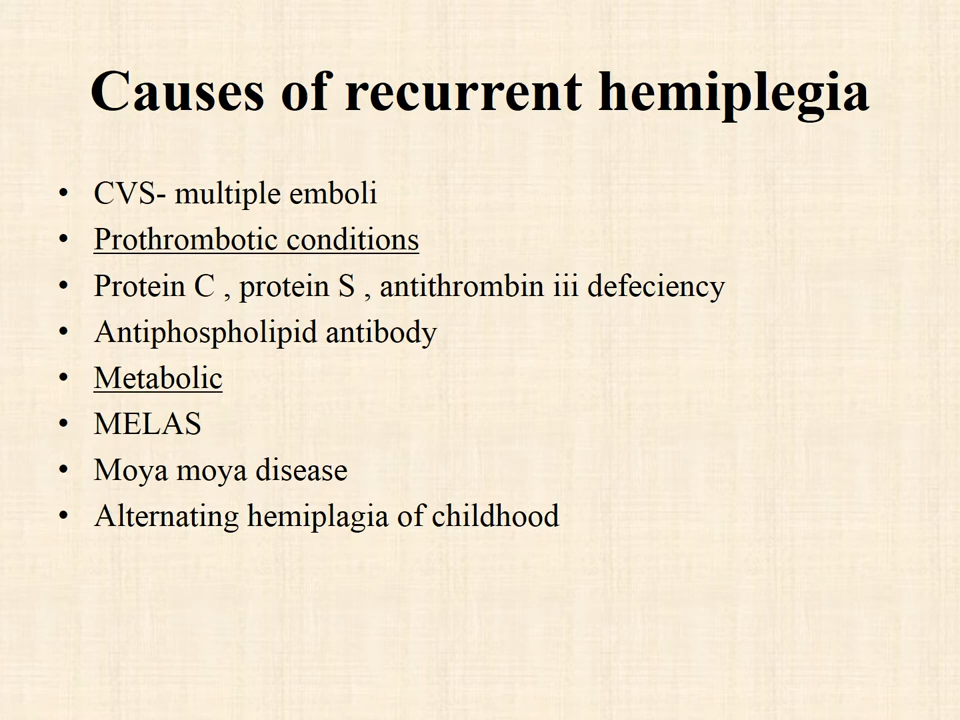 Causes of recurrent hemiplegia
• CVS- multiple emboli
• Prothrombotic conditions
• Protein C , protein S , antithrombin iii defeciency
• Antiphospholipid antibody
• Metabolic
• MELAS
• Moya moya disease
• Alternating hemiplagia of childhood